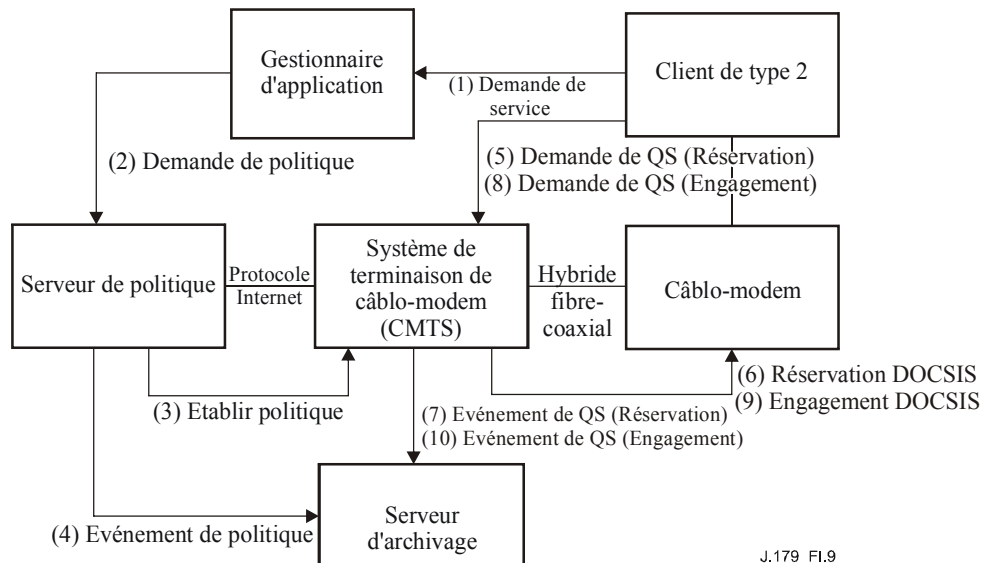 Gestionnaire
d'application
Client de type 2
(1) Demande de
service
(2) Demande de politique
(5) Demande de QS (Réservation)
(8) Demande de QS (Engagement)
Serveur de politique
Protocole
Internet
Système de
terminaison de
câblo-modem
(CMTS)
Hybride
fibre-
coaxial
Câblo-modem
(3) Etablir politique
(6) Réservation DOCSIS
(9) Engagement DOCSIS
(7) Evénement de QS (Réservation)
(10) Evénement de QS (Engagement)
(4) Evénement de politique
Serveur
d'archivage
J.179_FI.9